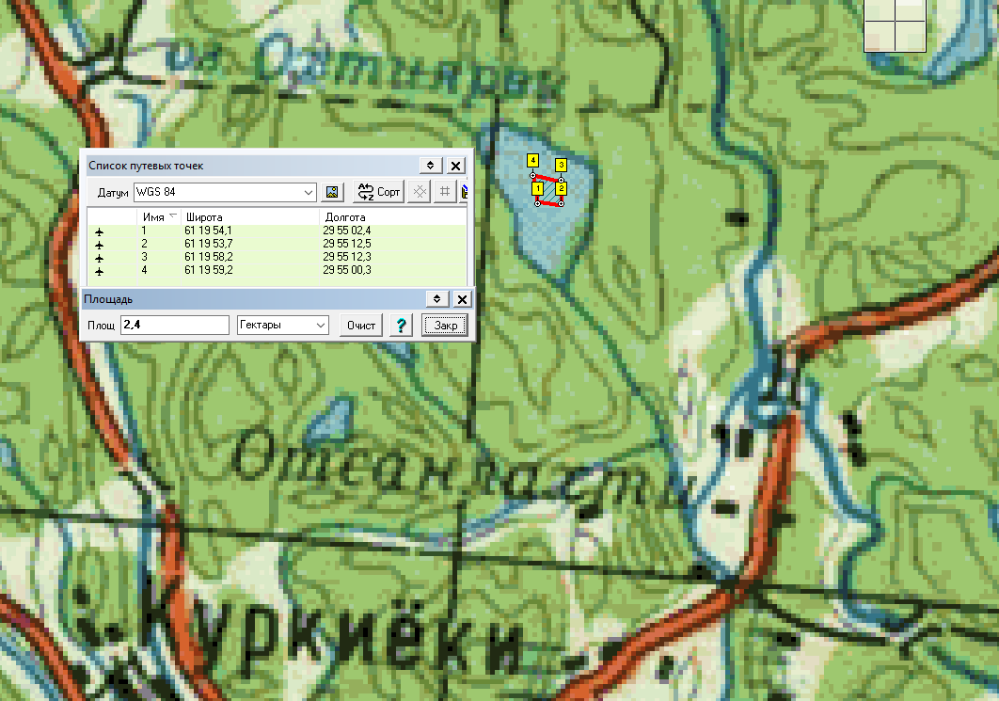 оз. Оттиярви
4 3
1 2
Список путевых точек
Датум WGS 84 Сорт
Имя Широта Долгота
1 61 19 54,1 29 55 02,4
2 61 19 53,7 29 55 12,5
3 61 19 58,2 29 55 12,3
4 61 19 59,2 29 55 00,3
Площадь
Площ 2,4 Гектары Очист ? Закр
Отсанлахти
Куркиёки